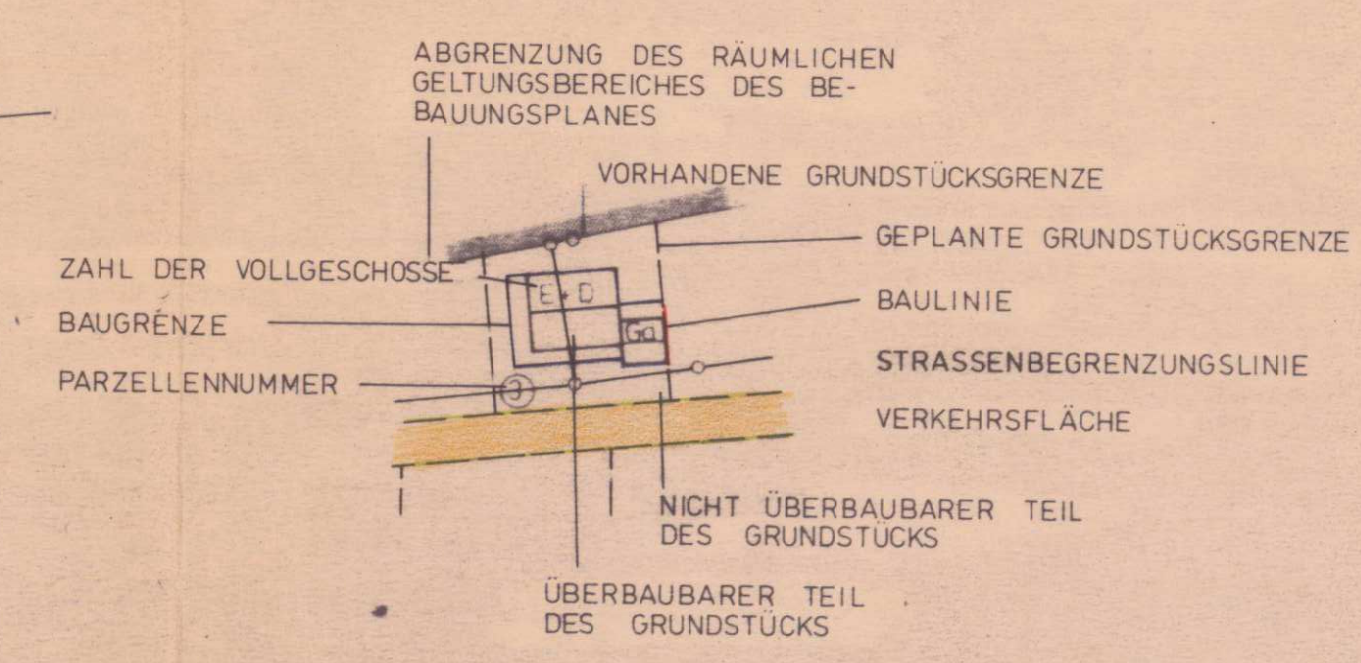 ABGRENZUNG DES RÄUMLICHEN
GELTUNGSBEREICHES DES BE-
BAUUNGSPLANES
VORHANDENE GRUNDSTÜCKSGRENZE
GEPLANTE GRUNDSTÜCKSGRENZE
ZAHL DER VOLLGESCHOSSE
E+D
BAULINIE
BAUGRENZE
Ga
STRASSENBEGRENZUNGSLINIE
PARZELLENNUMMER
3
VERKEHRSFLÄCHE
NICHT ÜBERBAUBARER TEIL
DES GRUNDSTÜCKS
ÜBERBAUBARER TEIL
DES GRUNDSTÜCKS